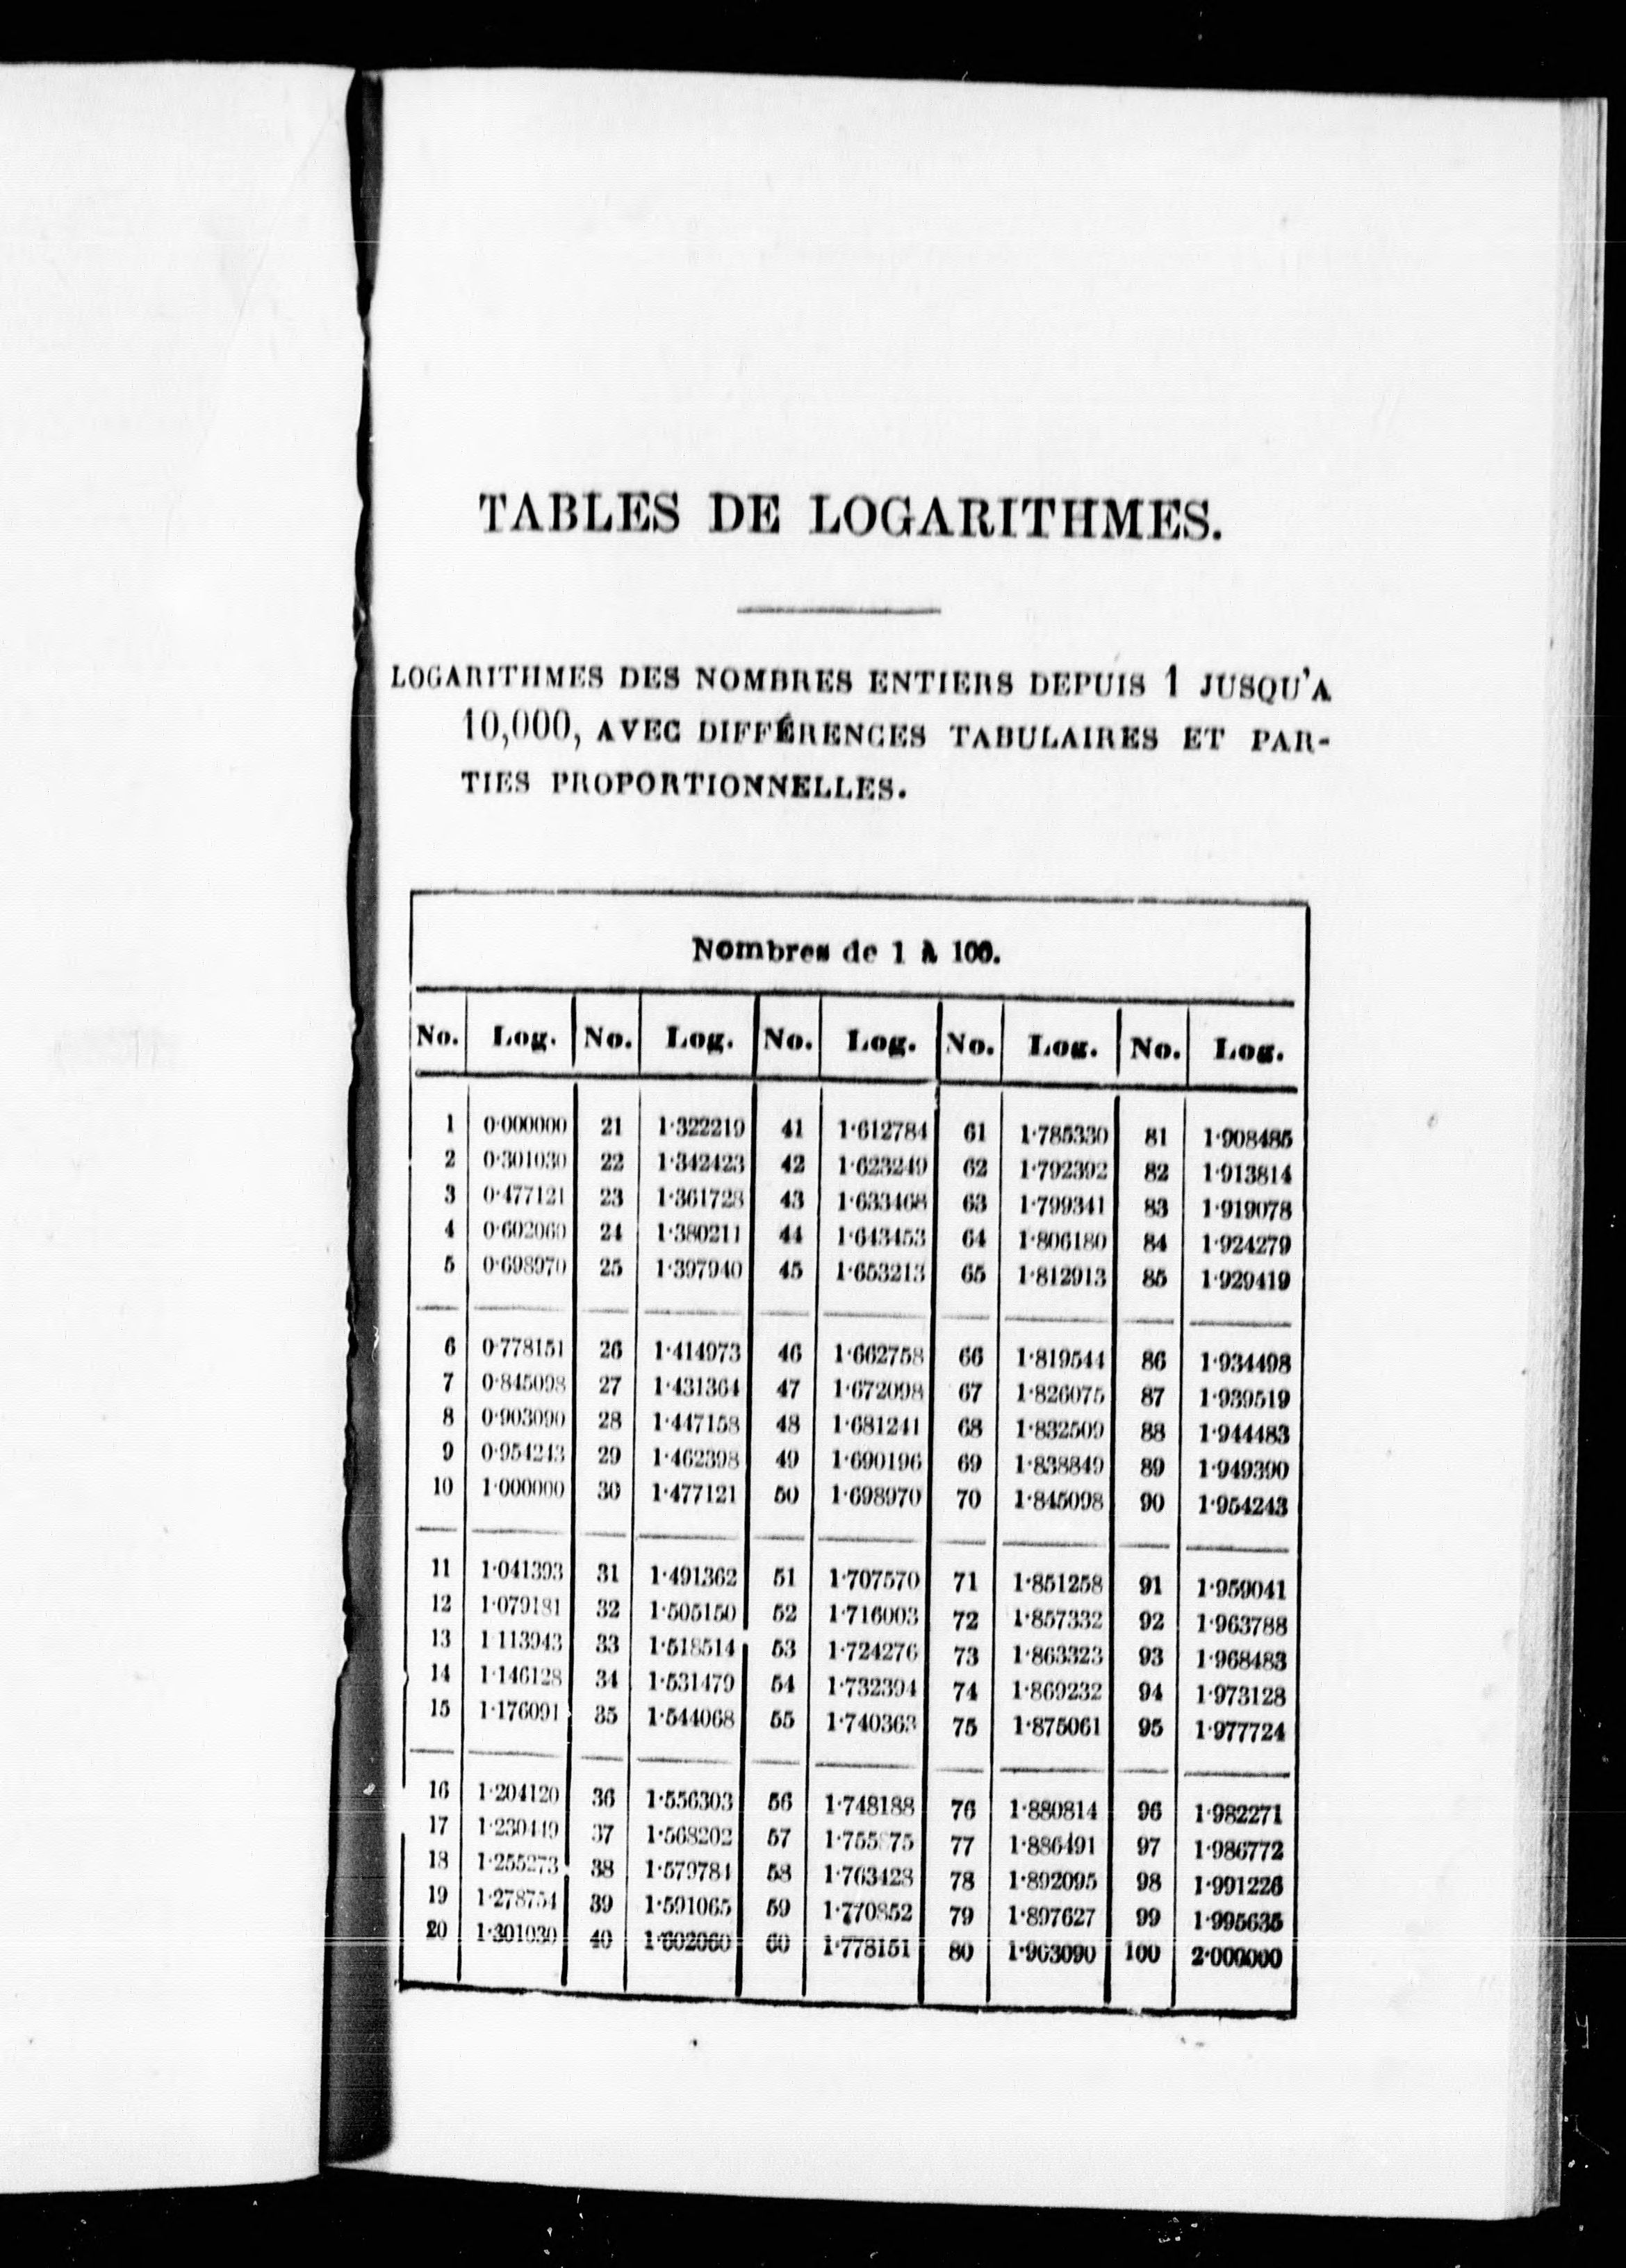 TABLES DE LOGARITHMES.
LOGARITHMES DES NOMBRES ENTIERS DEPUIS 1 JUSQU'A
10,000, AVEC DIFFÉRENCES TABULAIRES ET PAR-
TIES PROPORTIONNELLES.
Nombres de 1 à 100.
No. Log. No. Log. No. Log. No. Log. No. Log.
1 0·000000 21 1·322219 41 1·612784 61 1·785330 81 1·908485
2 0·301030 22 1·342423 42 1·623249 62 1·792392 82 1·913814
3 0·477121 23 1·361728 43 1·633468 63 1·799341 83 1·919078
4 0·602060 24 1·380211 44 1·643453 64 1·806180 84 1·924279
5 0·698970 25 1·397940 45 1·653213 65 1·812913 85 1·929419
6 0·778151 26 1·414973 46 1·662758 66 1·819544 86 1·934498
7 0·845098 27 1·431364 47 1·672098 67 1·826075 87 1·939519
8 0·903090 28 1·447158 48 1·681241 68 1·832509 88 1·944483
9 0·954243 29 1·462398 49 1·690196 69 1·838849 89 1·949390
10 1·000000 30 1·477121 50 1·698970 70 1·845098 90 1·954243
11 1·041393 31 1·491362 51 1·707570 71 1·851258 91 1·959041
12 1·079181 32 1·505150 52 1·716003 72 1·857332 92 1·963788
13 1·113943 33 1·518514 53 1·724276 73 1·863323 93 1·968483
14 1·146128 34 1·531479 54 1·732394 74 1·869232 94 1·973128
15 1·176091 35 1·544068 55 1·740363 75 1·875061 95 1·977724
16 1·204120 36 1·556303 56 1·748188 76 1·880814 96 1·982271
17 1·230449 37 1·568202 57 78 1·886491 97 1·986772
18 1·255273 38 1·579784 58 1·763428 78 1·892095 98 1·991226
19 1·278754 39 1·591065 59 1·770852 79 1·897627 99 1·995635
20 1·301030 40 1·602060 60 1·778151 80 1·903090 100 2·000000